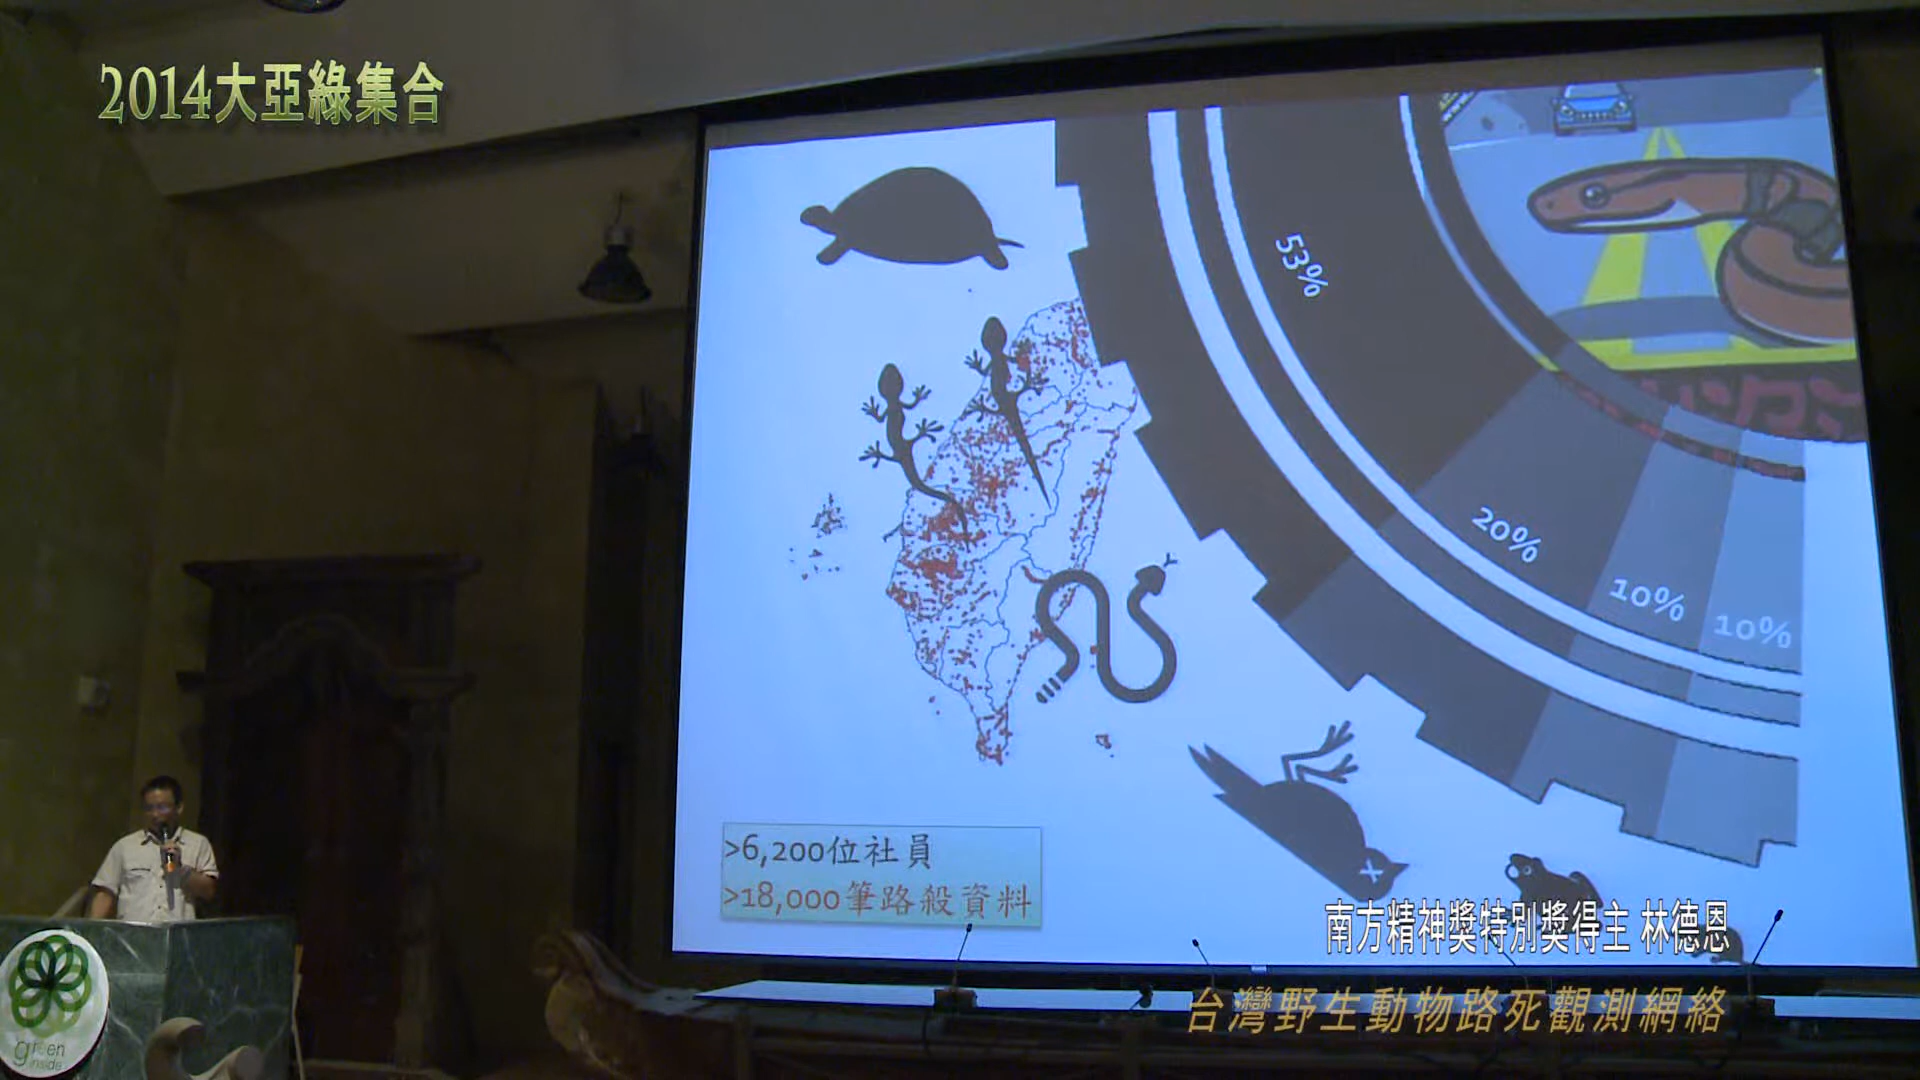 2014大亞綠集合
53%
20%
10%
10%
>6,200位社員
>18,000筆路殺資料
南方精神獎特別獎得主 林德恩
台灣野生動物路死觀測網絡
green
inside